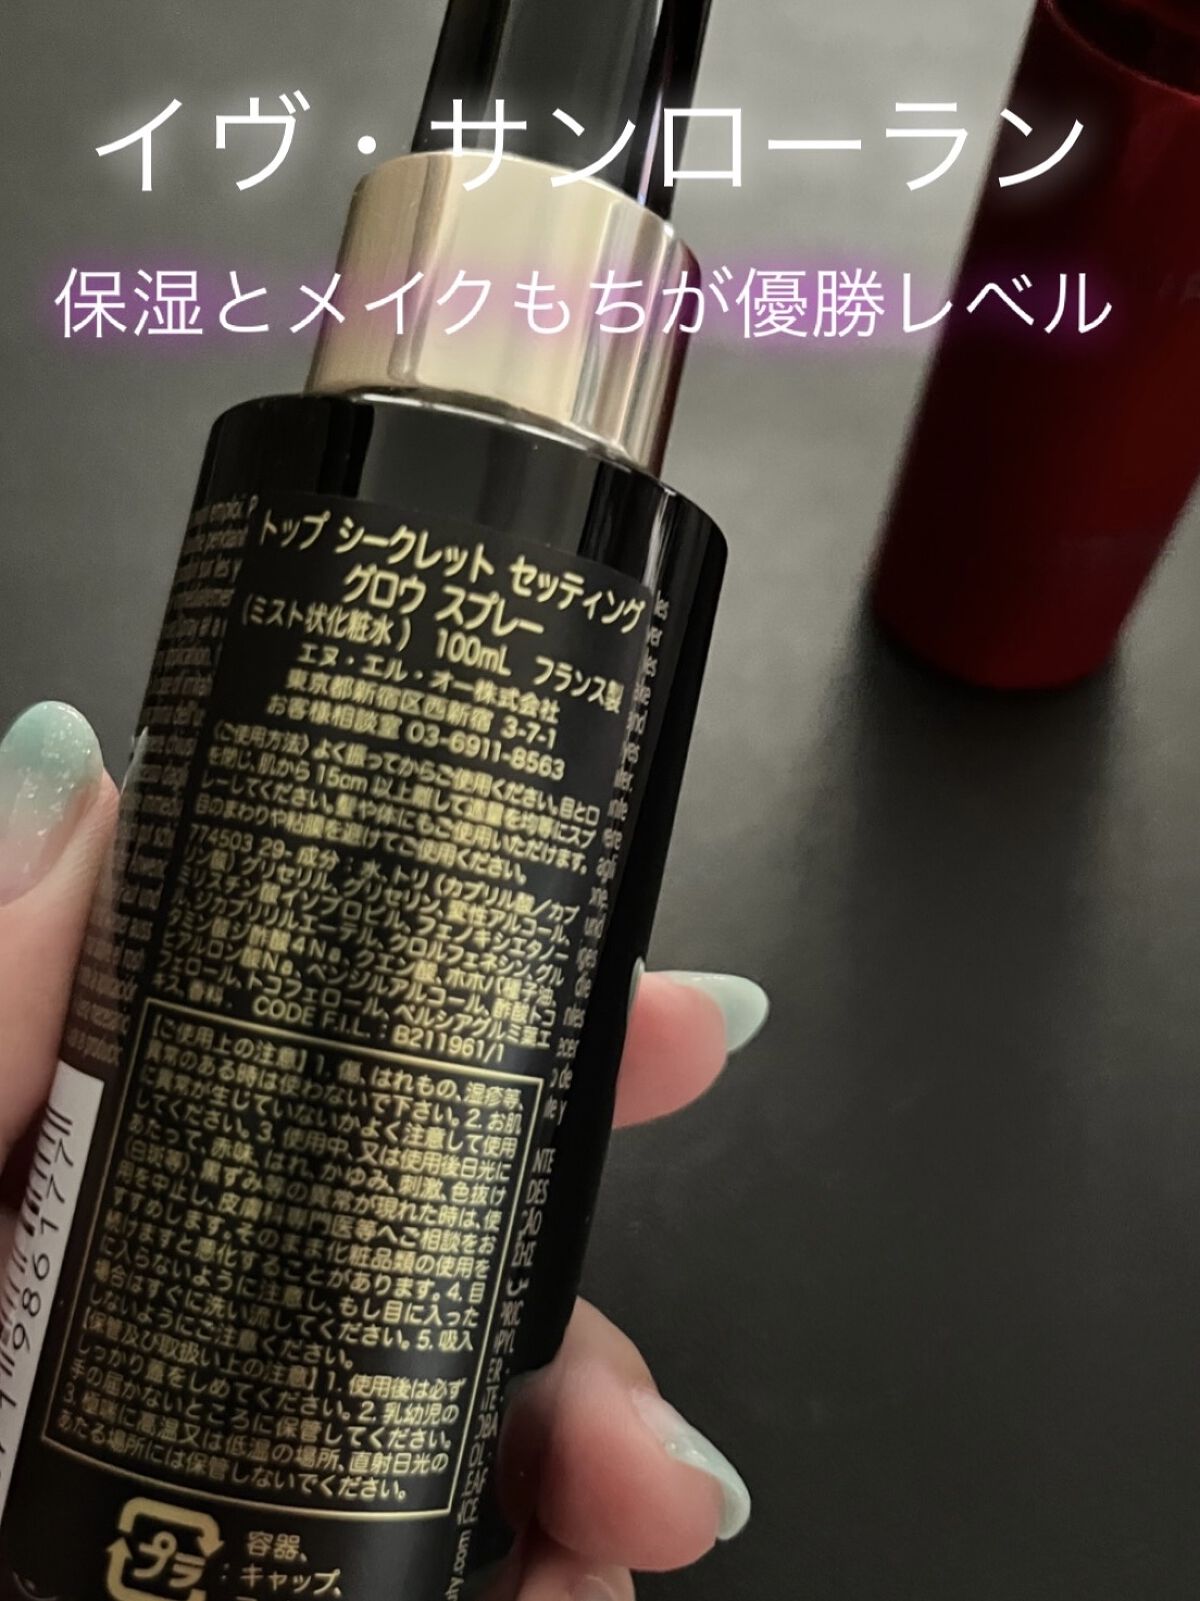 イヴ・サンローラン
保湿とメイクもちが優勝レベル
トップ シークレット セッティング
グロウ スプレー
(ミスト状化粧水) 100mL フランス製
エヌ・エル・オー株式会社
東京都新宿区西新宿 3-7-1
お客様相談室 03-6911-8563
〈ご使用方法〉よく振ってからご使用ください。目と口
を閉じ、肌から 15cm 以上離して適量を均等にスプ
レーしてください。髪や体にもご使用いただけます。
目のまわりや粘膜を避けてご使用ください。
774503 29- 成分：水、トリ（カプリル酸／カプ
リン酸）グリセリル、グリセリン、変性アルコール、
ミリスチン酸イソプロピル、フェノキシエタノー
ル、ジカプリリルエーテル、クロルフェネシン、グル
タミン酸ジ酢酸4Na、クエン酸、ホホバ種子油、
ヒアルロン酸Na、ベンジルアルコール、酢酸トコ
フェロール、トコフェロール、ペルシアグルミ葉エ
キス、香料. CODE F.I.L. : B211961/1
【ご使用上の注意】1. 傷、はれもの、湿疹等、
異常のある時は使わないで下さい。2. お肌
に異常が生じていないかよく注意して使用
してください。3. 使用中、又は使用後日光に
あたって、赤味、はれ、かゆみ、刺激、色抜け
(白斑等)、黒ずみ等の異常が現れた時は、使
用を中止し、皮膚科専門医等へご相談をお
すすめします。そのまま化粧品類の使用を
続けますと悪化することがあります。4. 目
に入らないように注意し、もし目に入った
場合はすぐに洗い流してください。5. 吸入
しないようにご注意ください。
【保管及び取扱い上の注意】1. 使用後は必ず
しっかり蓋をしめてください。2. 乳幼児の
手の届かないところに保管してください。
3. 極端に高温又は低温の場所、直射日光の
あたる場所には保管しないでください。
プラ
容器、
：キャップ、